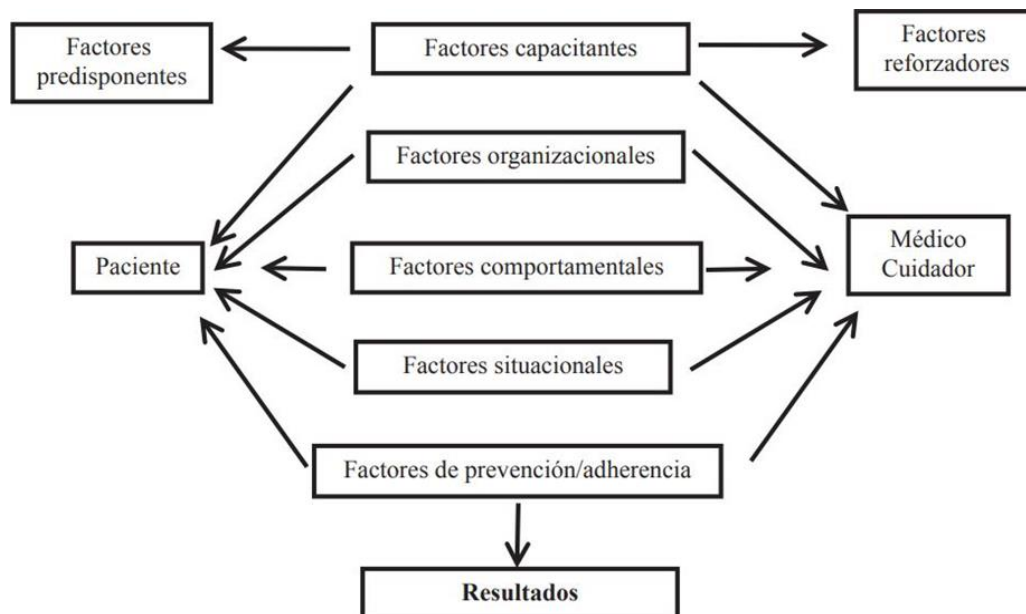 Factores
predisponentes
Factores capacitantes
Factores
reforzadores
Factores organizacionales
Paciente
Factores comportamentales
Médico
Cuidador
Factores situacionales
Factores de prevención/adherencia
Resultados